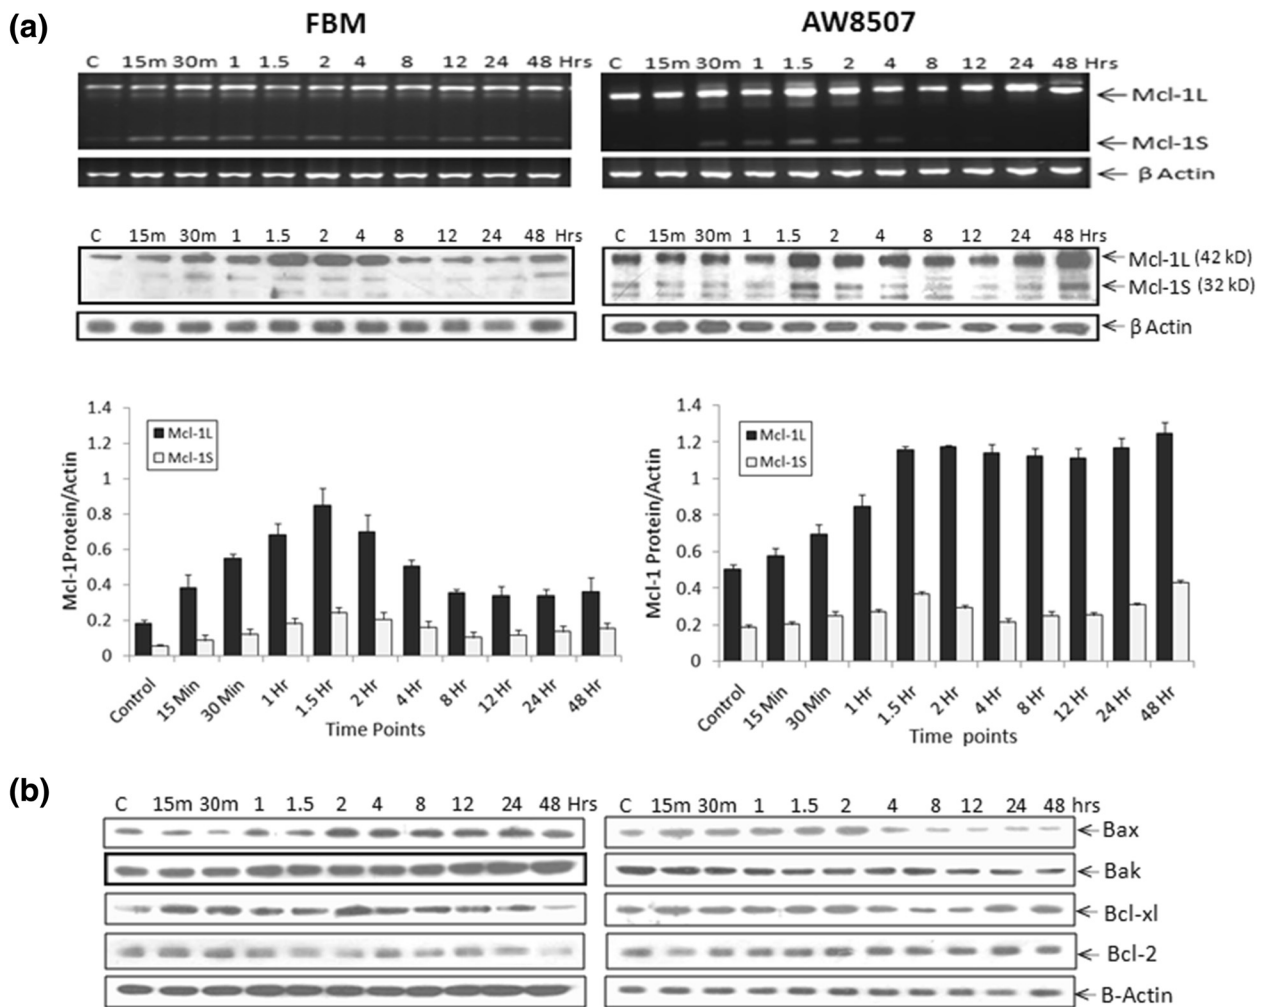 (a)
FBM
AW8507
C 15m 30m 1 1.5 2 4 8 12 24 48 Hrs
C 15m 30m 1 1.5 2 4 8 12 24 48 Hrs
←Mcl-1L
←Mcl-1S
←β Actin
C 15m 30m 1 1.5 2 4 8 12 24 48 Hrs
C 15m 30m 1 1.5 2 4 8 12 24 48 Hrs
←Mcl-1L (42 kD)
←Mcl-1S (32 kD)
←β Actin
Mcl-1Protein/Actin
1.4
1.2
1
0.8
0.6
0.4
0.2
0
Mcl-1L
Mcl-1S
Control 15 Min 30 Min 1 Hr 1.5 Hr 2 Hr 4 Hr 8 Hr 12 Hr 24 Hr 48 Hr
Time Points
Mcl-1 Protein/Actin
1.4
1.2
1
0.8
0.6
0.4
0.2
0
Mcl-1L
Mcl-1S
Control 15 Min 30 Min 1 Hr 1.5 Hr 2 Hr 4 Hr 8 Hr 12 Hr 24 Hr 48 Hr
Time points
(b)
C 15m 30m 1 1.5 2 4 8 12 24 48 Hrs
C 15m 30m 1 1.5 2 4 8 12 24 48 hrs
←Bax
←Bak
←Bcl-xl
←Bcl-2
←B-Actin